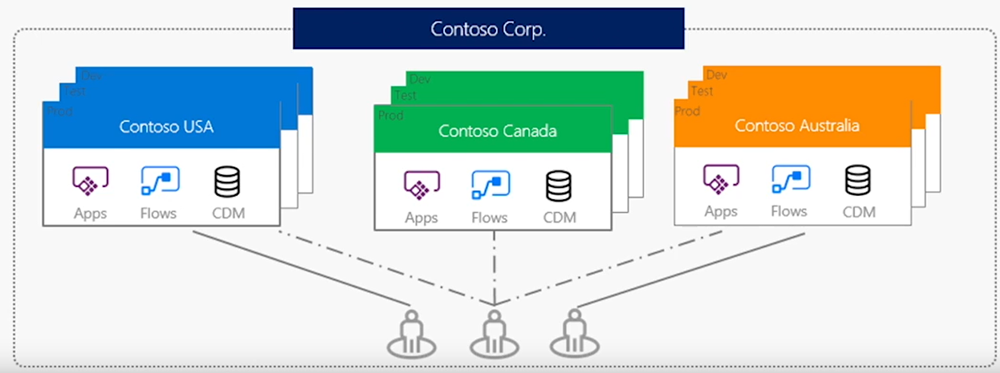 Contoso Corp.
Dev
Test
Prod
Contoso USA
Apps Flows CDM
Dev
Test
Prod
Contoso Canada
Apps Flows CDM
Dev
Test
Prod
Contoso Australia
Apps Flows CDM